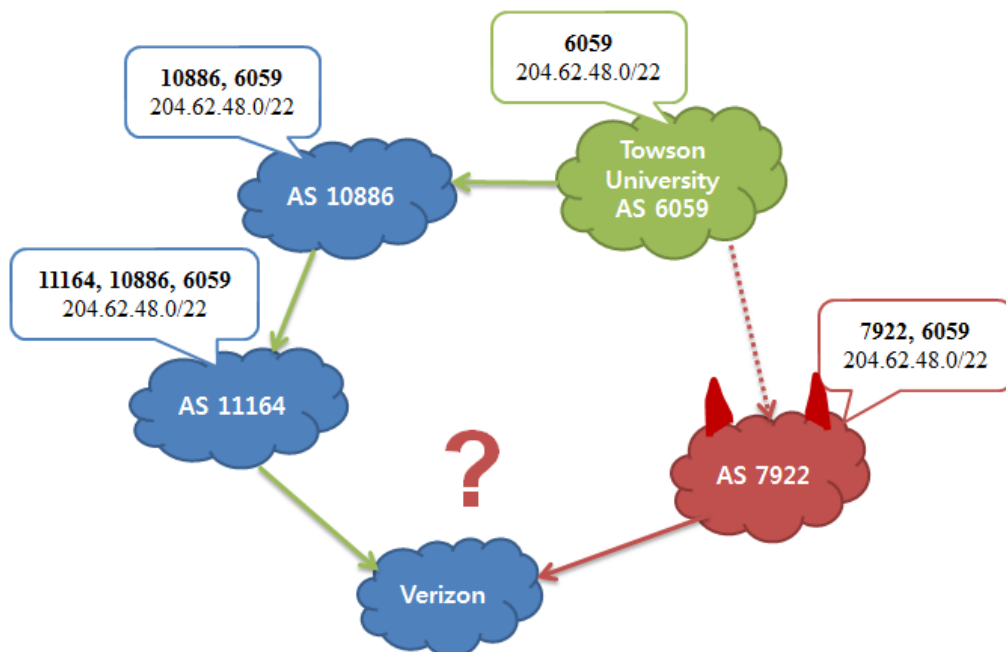 6059
204.62.48.0/22
10886, 6059
204.62.48.0/22
Towson
University
AS 6059
AS 10886
11164, 10886, 6059
204.62.48.0/22
7922, 6059
204.62.48.0/22
AS 11164
?
AS 7922
Verizon